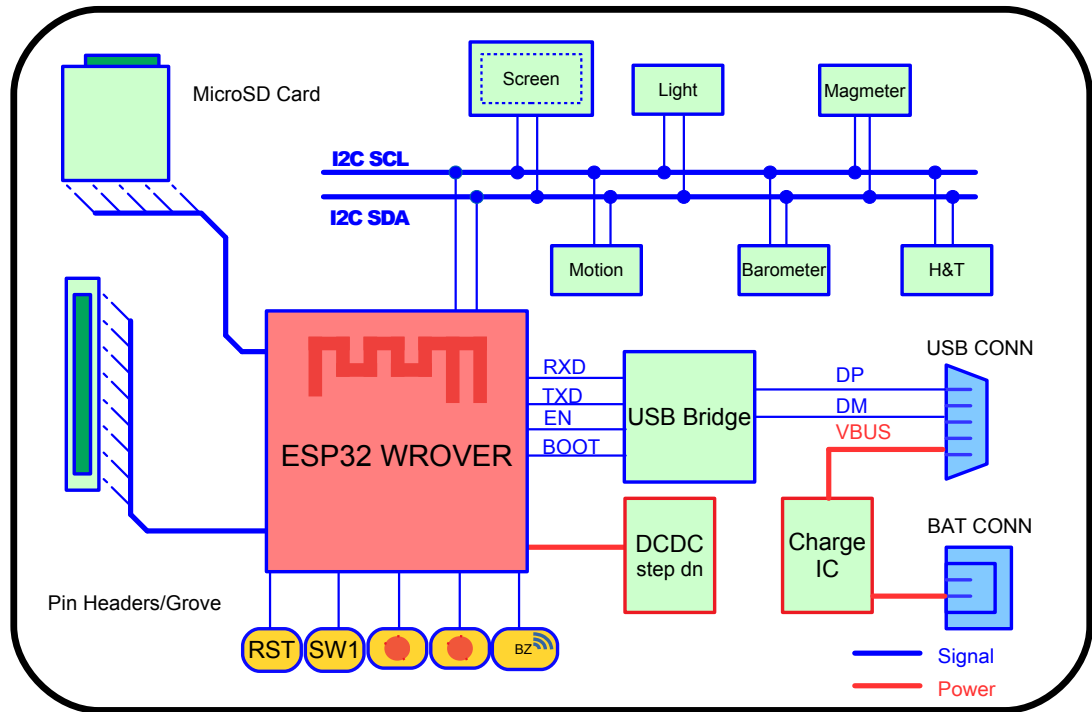 MicroSD Card
Screen
Light
Magmeter
I2C SCL
I2C SDA
Motion
Barometer
H&T
ESP32 WROVER
RXD
TXD
EN
BOOT
USB Bridge
DP
DM
VBUS
USB CONN
DCDC
step dn
Charge
IC
BAT CONN
Pin Headers/Grove
RST
SW1
BZ
Signal
Power